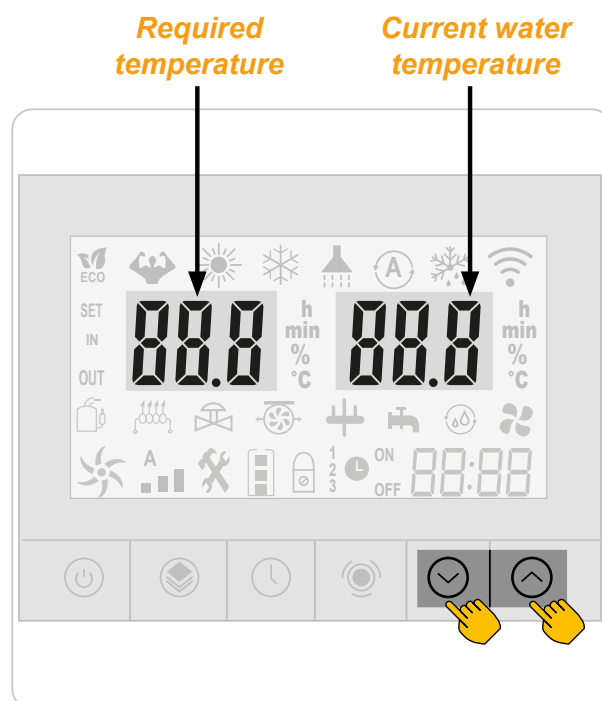 Required
temperature
Current water
temperature
ECO
A
SET
IN
OUT
88.8
h
min
%
°C
88.8
h
min
%
°C
A
1
2
3
ON
OFF
88:88